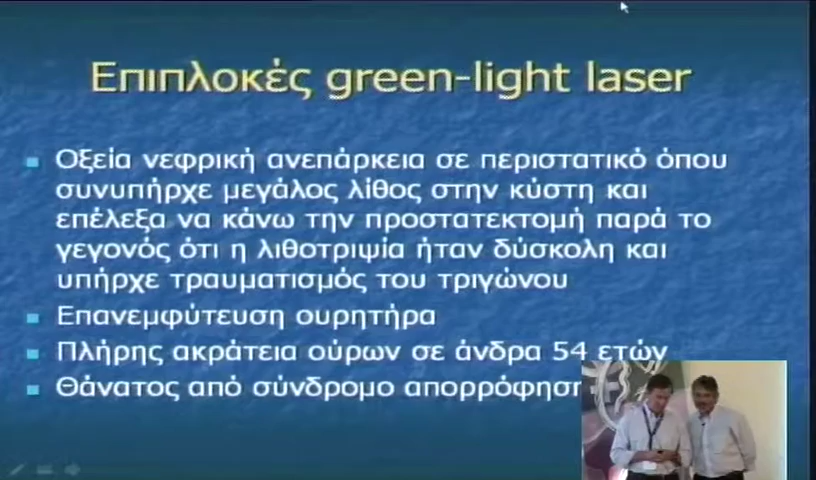 Επιπλοκές green-light laser
Οξεία νεφρική ανεπάρκεια σε περιστατικό όπου
συνυπήρχε μεγάλος λίθος στην κύστη και
επέλεξα να κάνω την προστατεκτομή παρά το
γεγονός ότι η λιθοτριψία ήταν δύσκολη και
υπήρχε τραυματισμός του τριγώνου
Επανεμφύτευση ουρητήρα
Πλήρης ακράτεια ούρων σε άνδρα 54 ετών
Θάνατος από σύνδρομο απορρόφηση